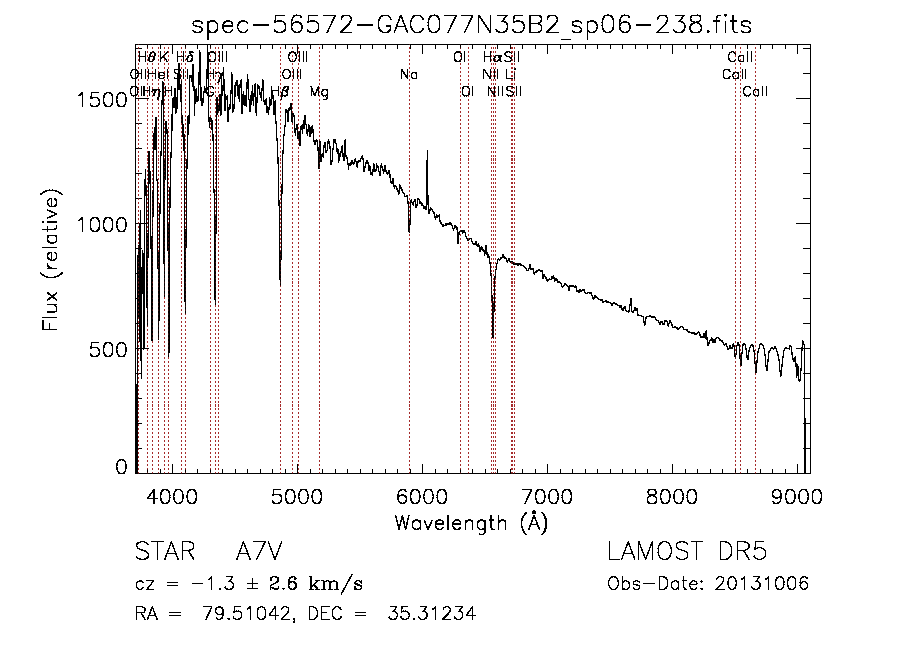 spec-56572-GAC077N35B2_sp06-238.fits
Hθ K Hδ OIII OIII OI Hα SII CaII
OII HeI SII Hγ OIII Na NII Li CaII
OII Hη H G Hβ Mg OI NII SII CaII
1500
1000
500
0
Flux (relative)
4000 5000 6000 7000 8000 9000
Wavelength (Å)
STAR A7V LAMOST DR5
cz = −1.3 ± 2.6 km/s Obs-Date: 20131006
RA = 79.51042, DEC = 35.31234